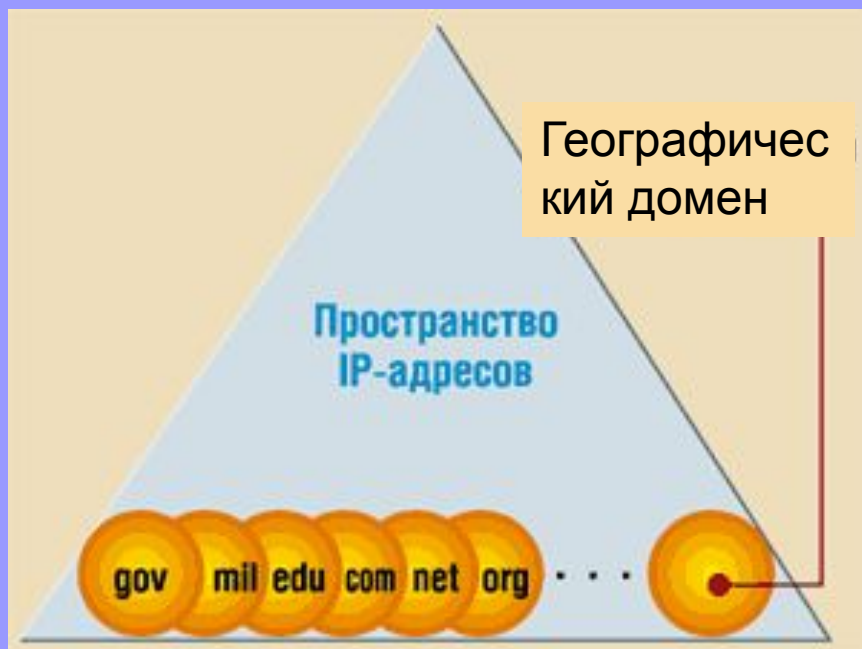 Географичес
кий домен
Пространство
IP-адресов
gov mil edu com net org . . .